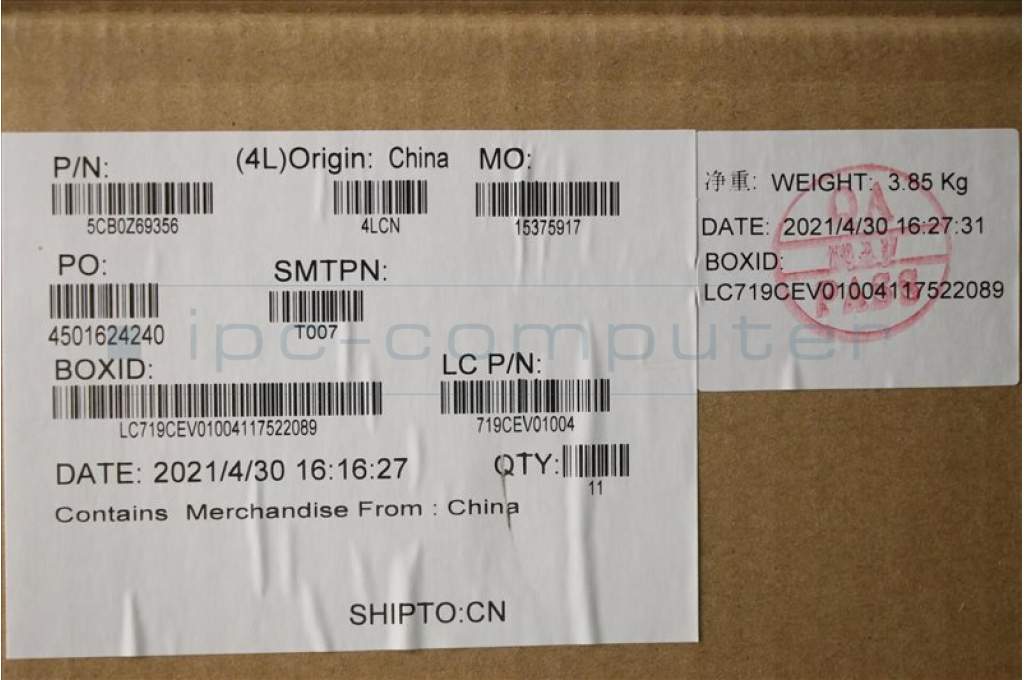 P/N:
5CB0Z69356
(4L)Origin: China
4LCN
MO:
15375917
PO:
4501624240
SMTPN:
T007
BOXID:
LC719CEV01004117522089
LC P/N:
719CEV01004
DATE: 2021/4/30 16:16:27
QTY:
11
Contains Merchandise From : China
SHIPTO:CN
净重: WEIGHT: 3.85 Kg
DATE: 2021/4/30 16:27:31
BOXID:
LC719CEV01004117522089
QA
PASS
ipc-computer